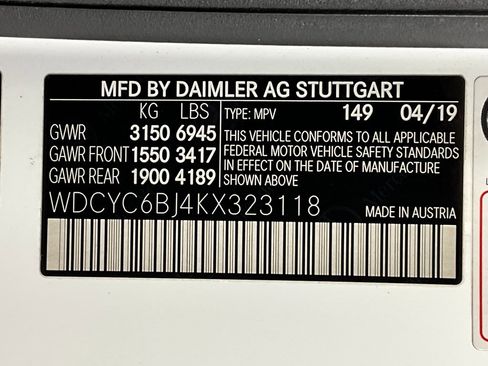 MFD BY DAIMLER AG STUTTGART
KG LBS TYPE: MPV 149 04/19
GVWR 3150 6945
GAWR FRONT 1550 3417
GAWR REAR 1900 4189
THIS VEHICLE CONFORMS TO ALL
FEDERAL MOTOR VEHICLE SAFETY STANDARDS
IN EFFECT ON THE DATE OF MANUFACTURE
SHOWN ABOVE
WDCYC6BJ4KX323118 MADE IN AUSTRIA